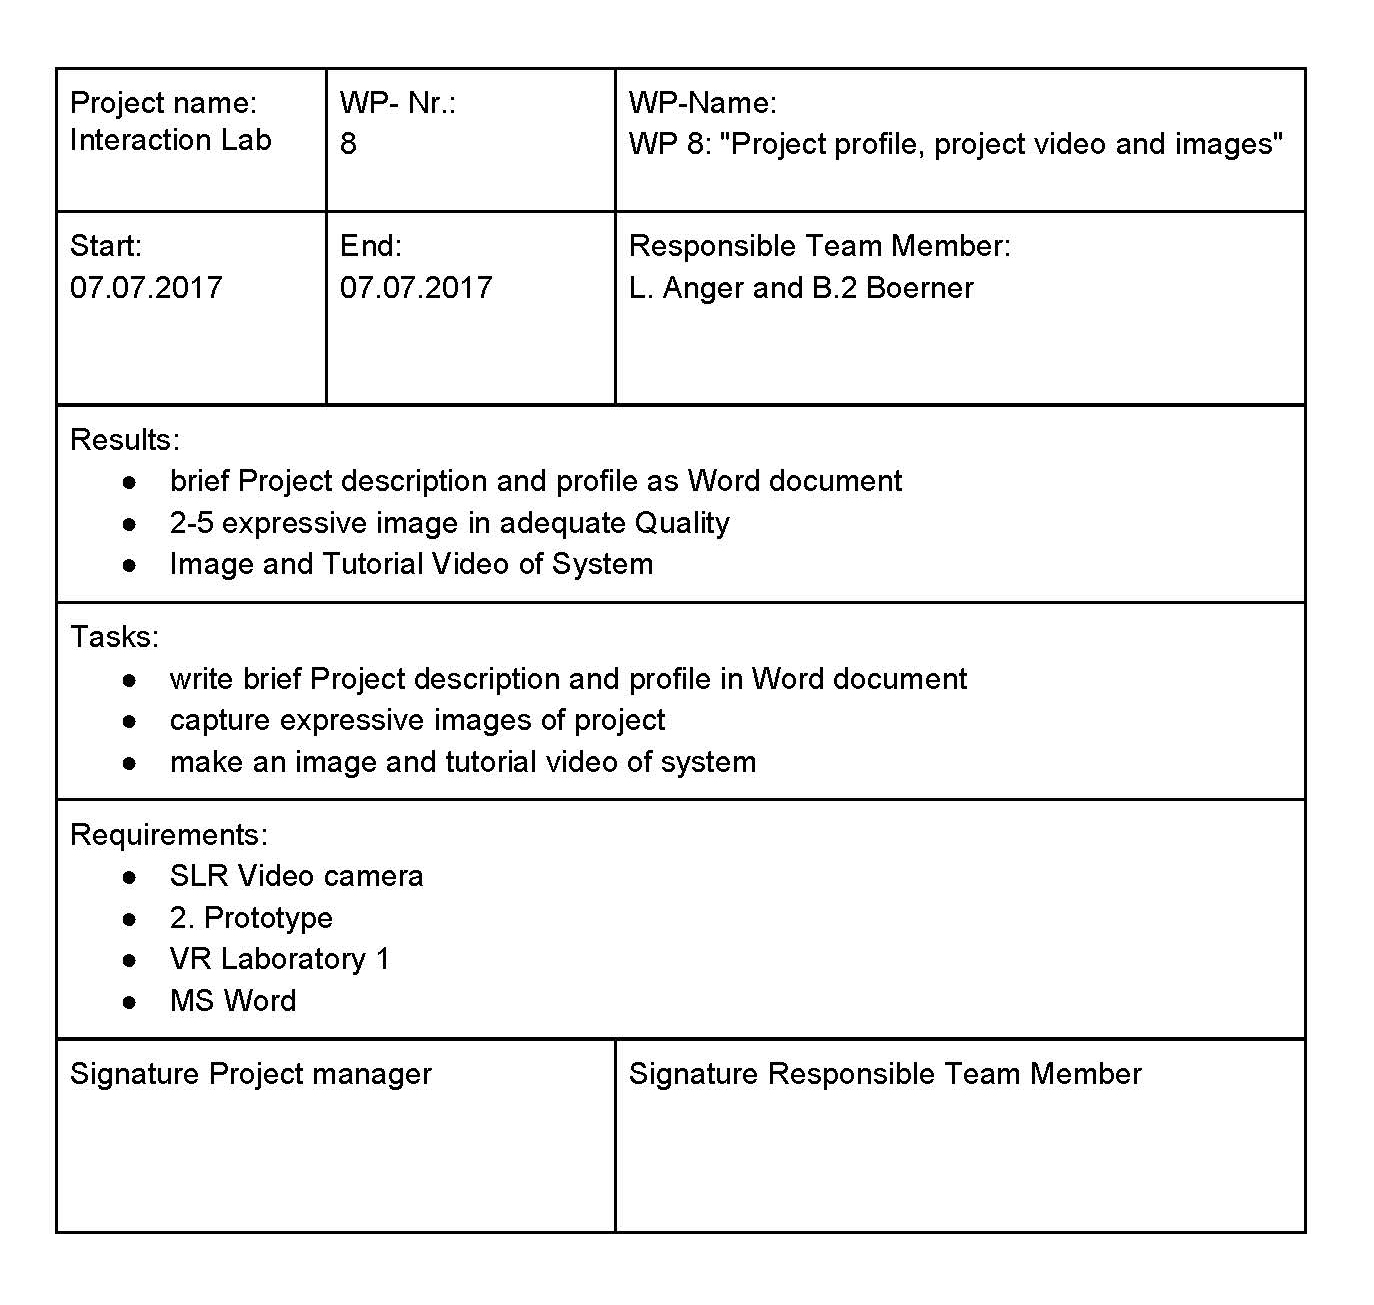 Project name:
Interaction Lab
WP- Nr.:
8
WP-Name:
WP 8: "Project profile, project video and images"
Start:
07.07.2017
End:
07.07.2017
Responsible Team Member:
L. Anger and B.2 Boerner
Results:
● brief Project description and profile as Word document
● 2-5 expressive image in adequate Quality
● Image and Tutorial Video of System
Tasks:
● write brief Project description and profile in Word document
● capture expressive images of project
● make an image and tutorial video of system
Requirements:
● SLR Video camera
● 2. Prototype
● VR Laboratory 1
● MS Word
Signature Project manager
Signature Responsible Team Member